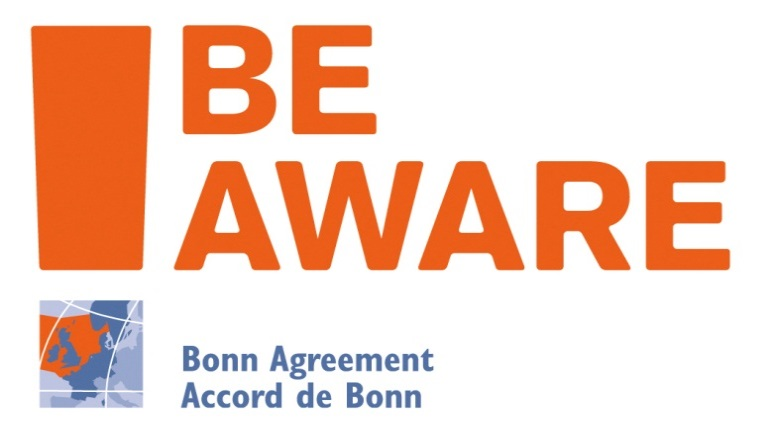 BE
AWARE
Bonn Agreement
Accord de Bonn